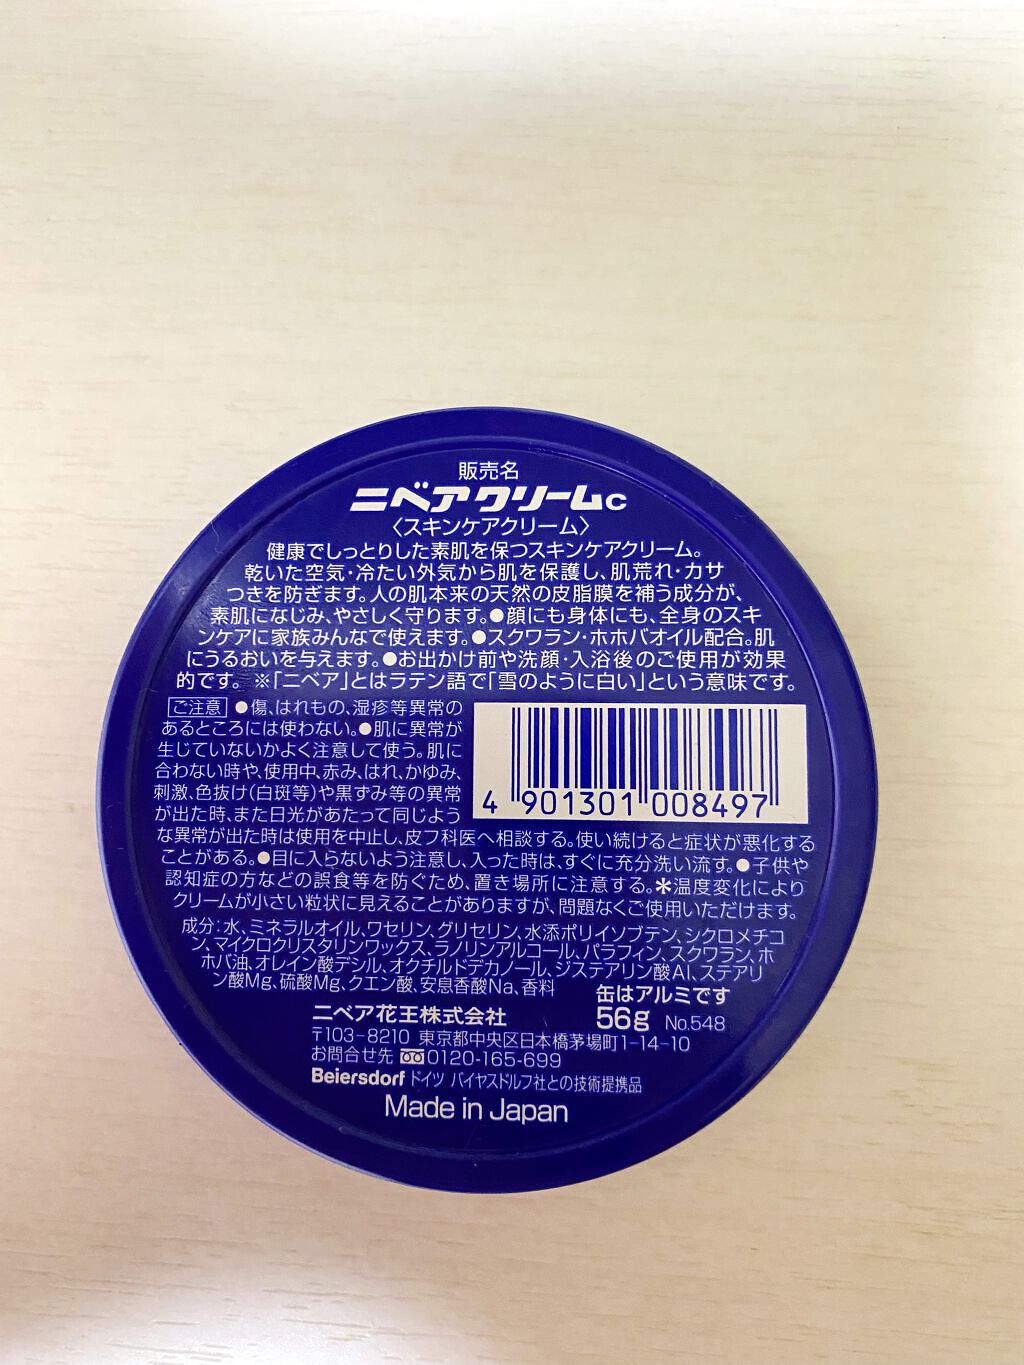 販売名
ニベアクリームC
〈スキンケアクリーム〉
健康でしっとりした素肌を保つスキンケアクリーム。
乾いた空気・冷たい外気から肌を保護し、肌荒れ・カサ
つきを防ぎます。人の肌本来の天然の皮脂膜を補う成分が、
素肌になじみ、やさしく守ります。●顔にも身体にも、全身のスキ
ンケアに家族みんなで使えます。●スクワラン・ホホバオイル配合。肌
にうるおいを与えます。●お出かけ前や洗顔・入浴後のご使用が効果
的です。 ※「ニベア」とはラテン語で「雪のように白い」という意味です。
ご注意 ●傷、はれもの、湿疹等異常の
あるところには使わない。●肌に異常が
生じていないかよく注意して使う。肌に
合わない時や、使用中、赤み、はれ、かゆみ、
刺激、色抜け(白斑等)や黒ずみ等の異常
が出た時、また日光があたって同じよう
な異常が出た時は使用を中止し、皮フ科医へ相談する。使い続けると症状が悪化する
ことがある。●目に入らないよう注意し、入った時は、すぐに充分洗い流す。●子供や
認知症の方などの誤食等を防ぐため、置き場所に注意する。＊温度変化により
クリームが小さい粒状に見えることがありますが、問題なくご使用いただけます。
4 901301 008497
成分：水、ミネラルオイル、ワセリン、グリセリン、水添ポリイソブテン、シクロメチコ
ン、マイクロクリスタリンワックス、ラノリンアルコール、パラフィン、スクワラン、ホ
ホバ油、オレイン酸デシル、オクチルドデカノール、ジステアリン酸Al、ステアリ
ン酸Mg、硫酸Mg、クエン酸、安息香酸Na、香料
缶はアルミです
56g No.548
ニベア花王株式会社
〒103-8210 東京都中央区日本橋茅場町1-14-10
お問合せ先 0120-165-699
Beiersdorf ドイツ バイヤスドルフ社との技術提携品
Made in Japan